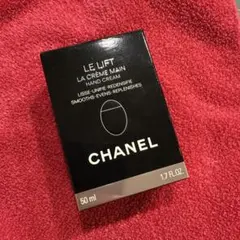 LE LIFT
LA CRÈME MAIN
HAND CREAM
LISSE-UNIFIE-REDENSIFIE
SMOOTHS-EVENS-REPLENISHES
CHANEL
50 ml 1.7 FL. OZ.